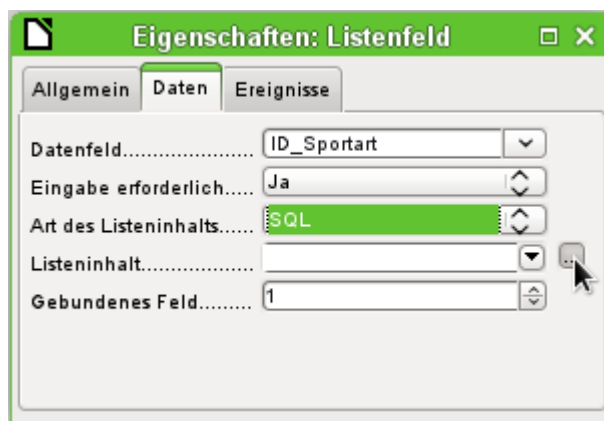 Eigenschaften: Listenfeld
Allgemein Daten Ereignisse
Datenfeld...................... ID_Sportart
Eingabe erforderlich..... Ja
Art des Listeninhalts...... SQL
Listeninhalt.................... ...
Gebundenes Feld......... 1